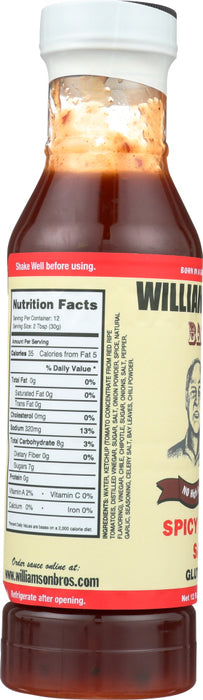 Shake Well before using.
BORN IN A
WILLIAM
Nutrition Facts
Serving Per Container: 12
Serving Size: 2 Tbsp (30g)
Amount Per Serving
Calories 35 Calories from Fat 5
% Daily Value *
Total Fat 0g 0%
Saturated Fat 0g 0%
Trans Fat 0g
Cholesterol 0mg 0%
Sodium 320mg 13%
Total Carbohydrate 8g 3%
Dietary Fiber 0g 0%
Sugars 7g
Protein 0g
Vitamin A 2% • Vitamin C 0%
Calcium 0% • Iron 0%
*Percent Daily Values are based on a 2,000 calorie diet.
INGREDIENTS: WATER, KETCHUP (TOMATO CONCENTRATE FROM RED RIPE
TOMATOES, DISTILLED VINEGAR, SUGAR, SALT, ONION POWDER, SPICE, NATURAL
FLAVORING), VINEGAR, CHILE, CHIPOTLE, SUGAR, ONIONS, SALT, PEPPER,
GARLIC, SEASONING, CELERY SALT, BAY LEAVES, CHILI POWDER.
NO
SPICY
GLU
Net 12 F
Order sauce online at:
www.williamsonbros.com
Refrigerate after opening.